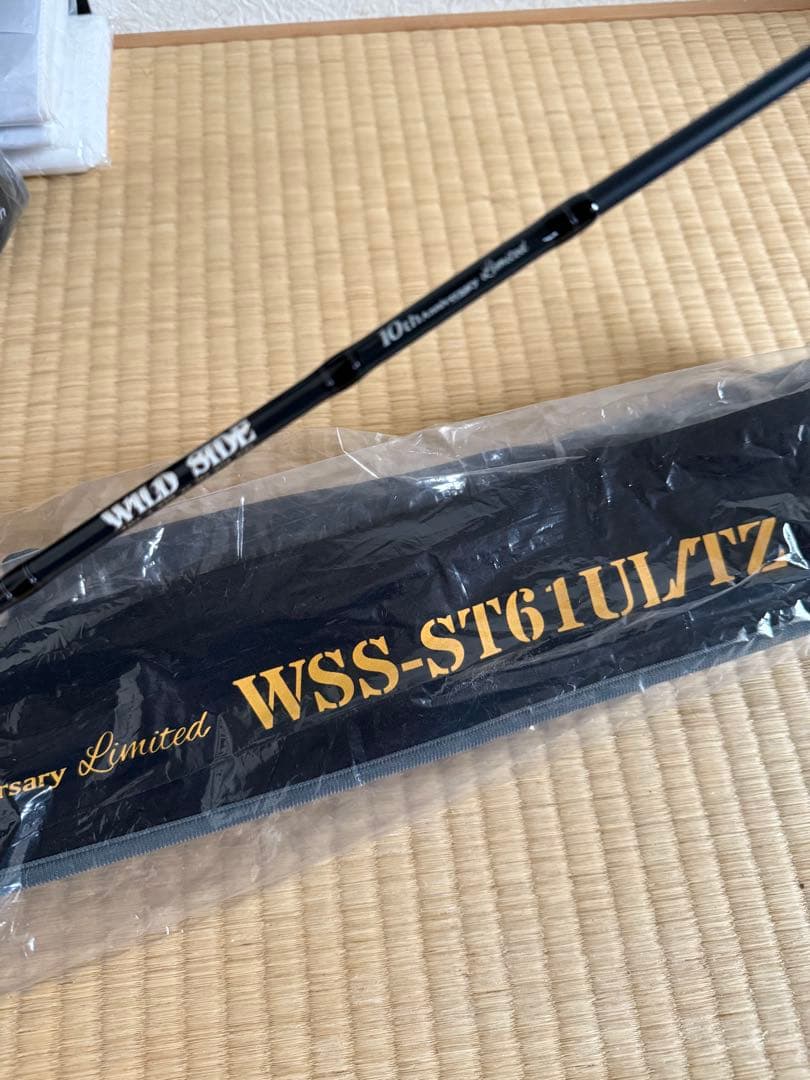 10th Anniversary Limited
WILD SIDE
WSS-ST61UL/TZ
rsary Limited